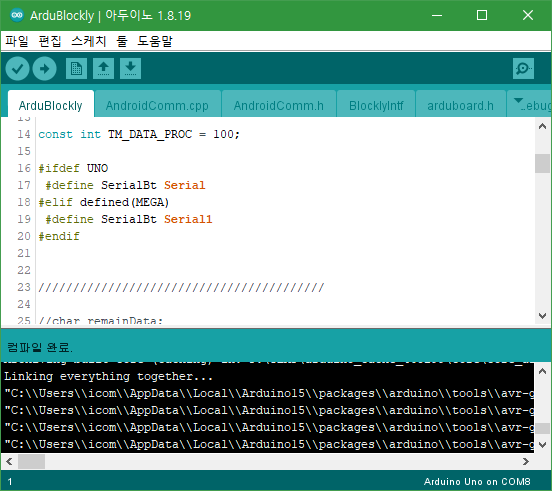 ArduBlockly | 아두이노 1.8.19
파일 편집 스케치 툴 도움말
ArduBlockly AndroidComm.cpp AndroidComm.h BlocklyIntf arduboard.h
14 const int TM_DATA_PROC = 100;
15
16 #ifdef UNO
17 #define SerialBt Serial
18 #elif defined(MEGA)
19 #define SerialBt Serial1
20 #endif
21
22
23 //////////////////////////////////////////
24
25 //char remainData;
컴파일 완료.
Linking everything together...
"C:\\Users\\icom\\AppData\\Local\\Arduino15\\packages\\arduino\\tools\\avr-g
"C:\\Users\\icom\\AppData\\Local\\Arduino15\\packages\\arduino\\tools\\avr-g
"C:\\Users\\icom\\AppData\\Local\\Arduino15\\packages\\arduino\\tools\\avr-g
"C:\\Users\\icom\\AppData\\Local\\Arduino15\\packages\\arduino\\tools\\avr-g
1 Arduino Uno on COM8